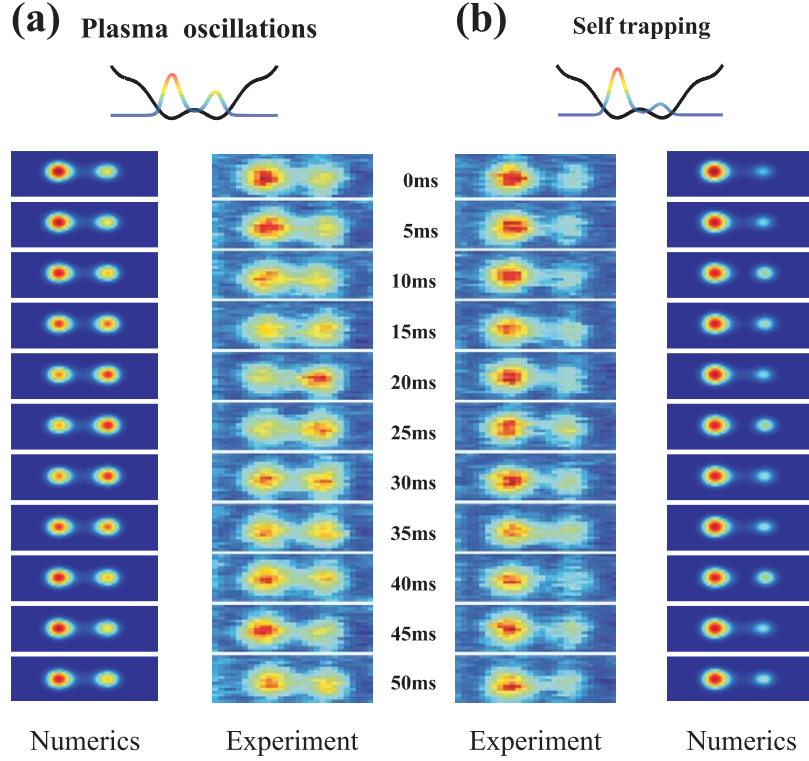 (a) Plasma oscillations
(b) Self trapping
0ms
5ms
10ms
15ms
20ms
25ms
30ms
35ms
40ms
45ms
50ms
Numerics Experiment Experiment Numerics